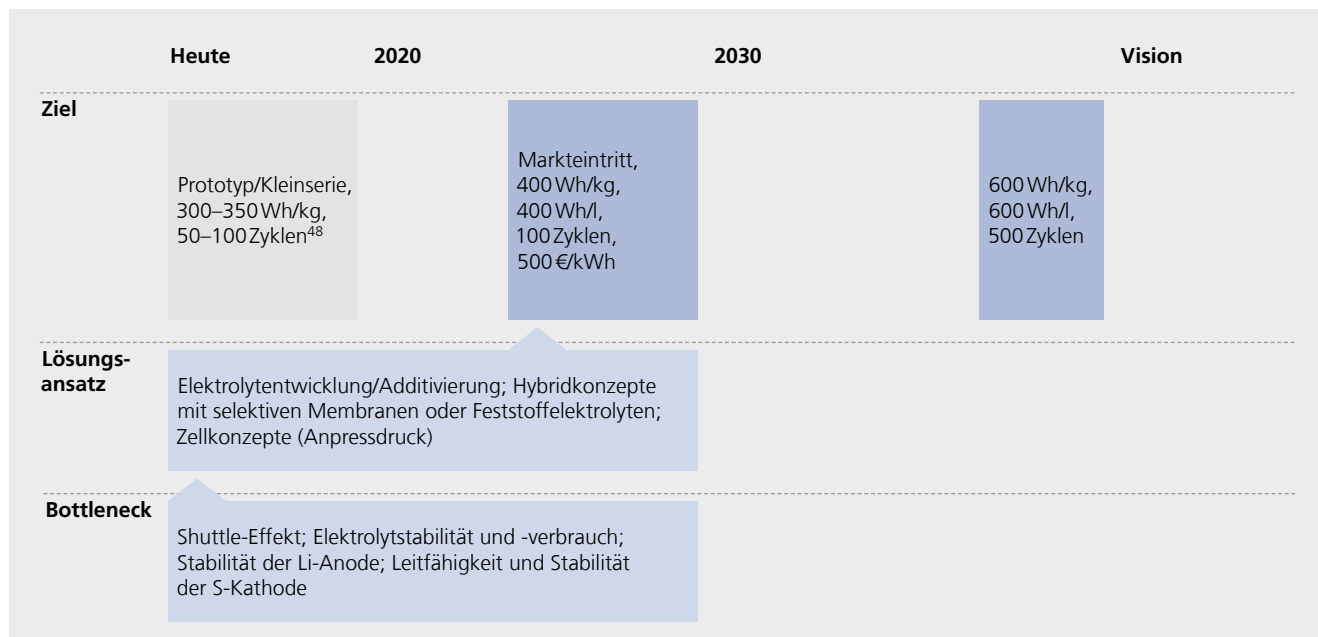 Heute 2020 2030 Vision
Ziel
Prototyp/Kleinserie,
300–350 Wh/kg,
50–100 Zyklen48
Markteintritt,
400 Wh/kg,
400 Wh/l,
100 Zyklen,
500 €/kWh
600 Wh/kg,
600 Wh/l,
500 Zyklen
Lösungs-
ansatz
Elektrolytentwicklung/Additivierung; Hybridkonzepte
mit selektiven Membranen oder Feststoffelektrolyten;
Zellkonzepte (Anpressdruck)
Bottleneck
Shuttle-Effekt; Elektrolytstabilität und -verbrauch;
Stabilität der Li-Anode; Leitfähigkeit und Stabilität
der S-Kathode